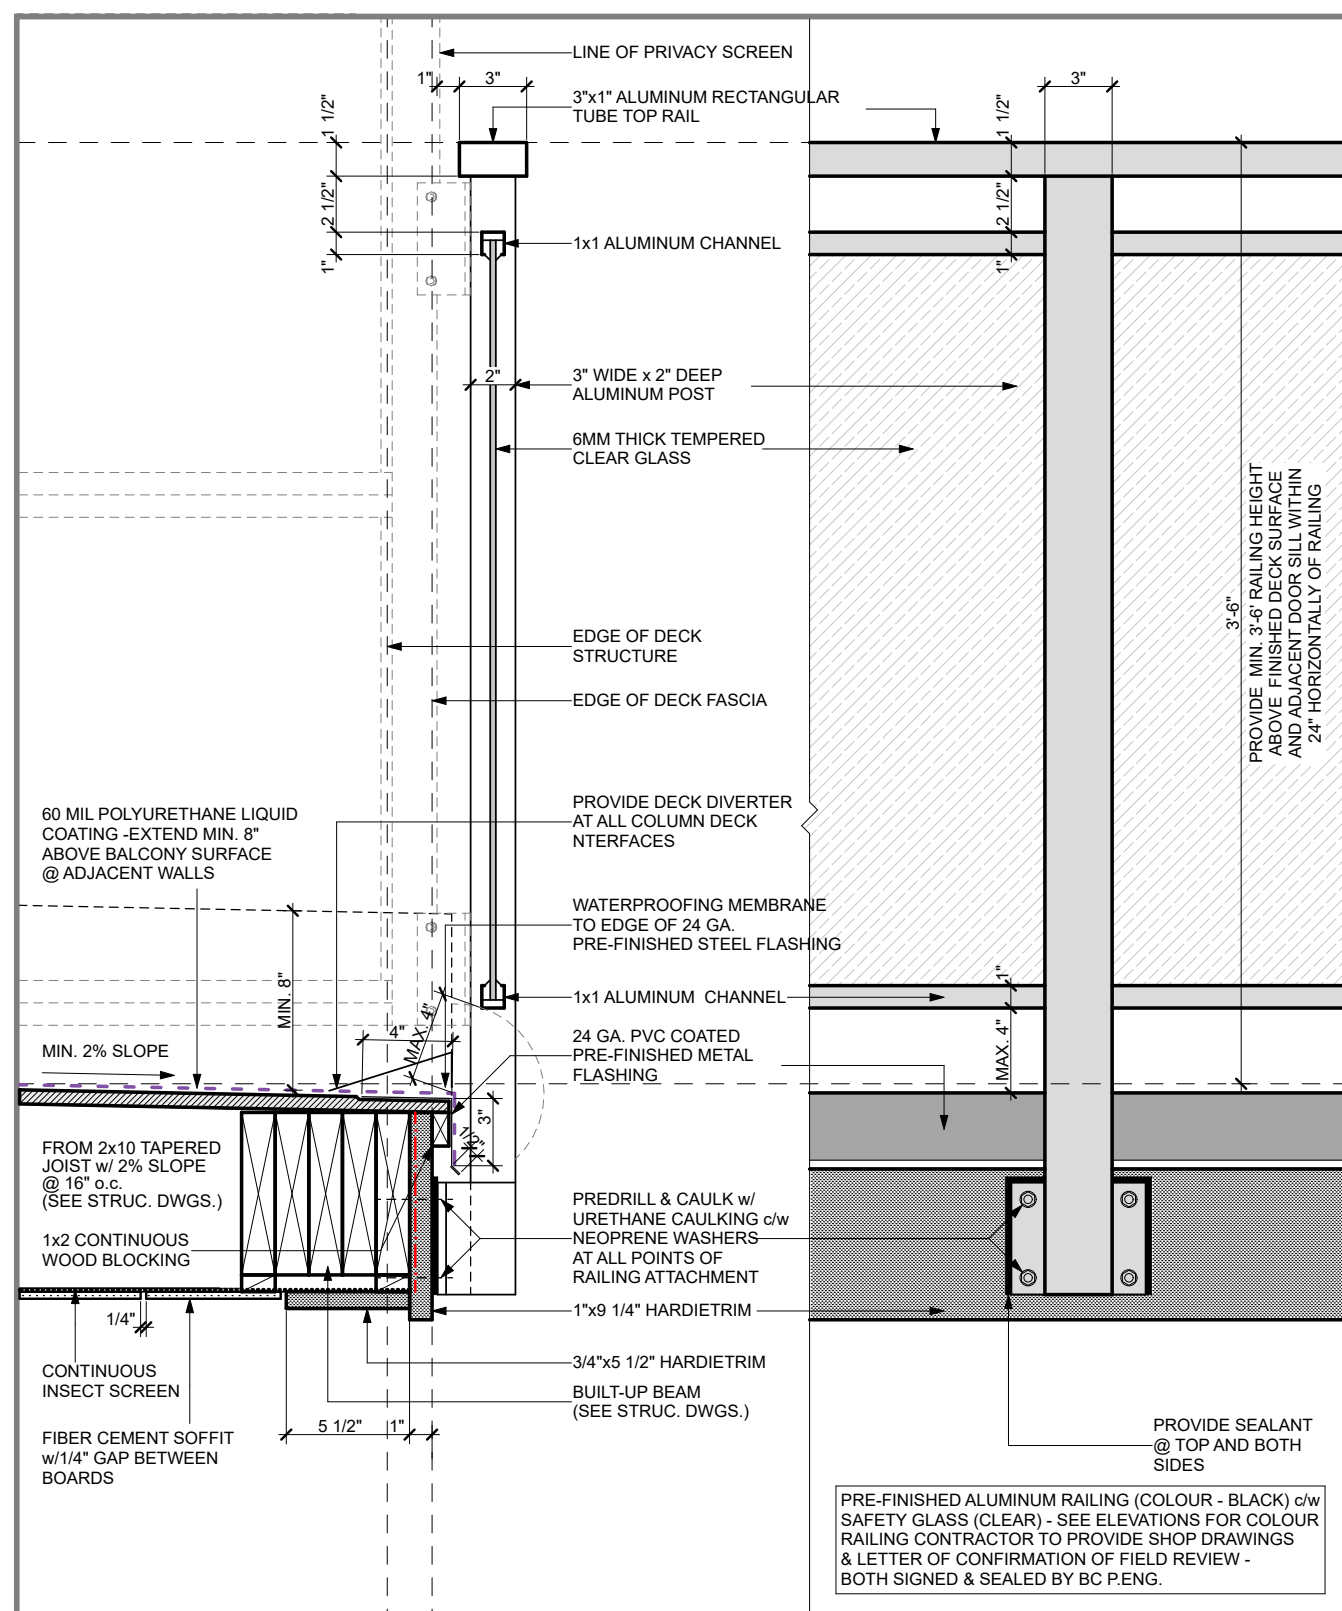 LINE OF PRIVACY SCREEN
1"
3"
3"
3"x1" ALUMINUM RECTANGULAR
TUBE TOP RAIL
1 1/2"
1 1/2"
2 1/2"
2 1/2"
1"
1"
1x1 ALUMINUM CHANNEL
2"
3" WIDE x 2" DEEP
ALUMINUM POST
6MM THICK TEMPERED
CLEAR GLASS
3'-6"
PROVIDE MIN. 3'-6' RAILING HEIGHT
ABOVE FINISHED DECK SURFACE
AND ADJACENT DOOR SILL WITHIN
24" HORIZONTALLY OF RAILING
EDGE OF DECK
STRUCTURE
EDGE OF DECK FASCIA
60 MIL POLYURETHANE LIQUID
COATING -EXTEND MIN. 8"
ABOVE BALCONY SURFACE
@ ADJACENT WALLS
PROVIDE DECK DIVERTER
AT ALL COLUMN DECK
NTERFACES
WATERPROOFING MEMBRANE
TO EDGE OF 24 GA.
PRE-FINISHED STEEL FLASHING
MIN. 8"
4"
MAX. 4"
1x1 ALUMINUM CHANNEL
1"
MAX. 4"
MIN. 2% SLOPE
24 GA. PVC COATED
PRE-FINISHED METAL
FLASHING
3"
1/2"
FROM 2x10 TAPERED
JOIST w/ 2% SLOPE
@ 16" o.c.
(SEE STRUC. DWGS.)
1x2 CONTINUOUS
WOOD BLOCKING
PREDRILL & CAULK w/
URETHANE CAULKING c/w
NEOPRENE WASHERS
AT ALL POINTS OF
RAILING ATTACHMENT
1/4"
1"x9 1/4" HARDIETRIM
CONTINUOUS
INSECT SCREEN
3/4"x5 1/2" HARDIETRIM
BUILT-UP BEAM
(SEE STRUC. DWGS.)
5 1/2"
1"
FIBER CEMENT SOFFIT
w/1/4" GAP BETWEEN
BOARDS
PROVIDE SEALANT
@ TOP AND BOTH
SIDES
PRE-FINISHED ALUMINUM RAILING (COLOUR - BLACK) c/w
SAFETY GLASS (CLEAR) - SEE ELEVATIONS FOR COLOUR
RAILING CONTRACTOR TO PROVIDE SHOP DRAWINGS
& LETTER OF CONFIRMATION OF FIELD REVIEW -
BOTH SIGNED & SEALED BY BC P.ENG.